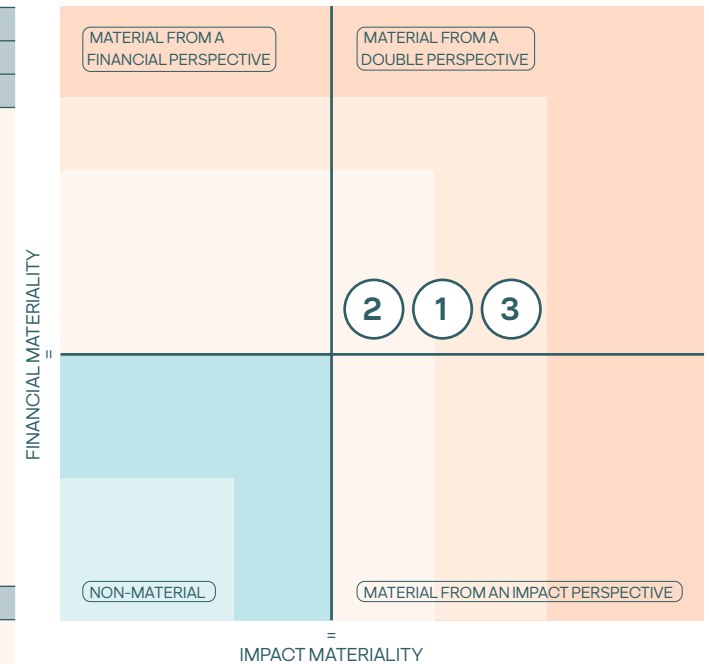 MATERIAL FROM A
FINANCIAL PERSPECTIVE
MATERIAL FROM A
DOUBLE PERSPECTIVE
FINANCIAL MATERIALITY
=
2 1 3
NON-MATERIAL
MATERIAL FROM AN IMPACT PERSPECTIVE
=
IMPACT MATERIALITY